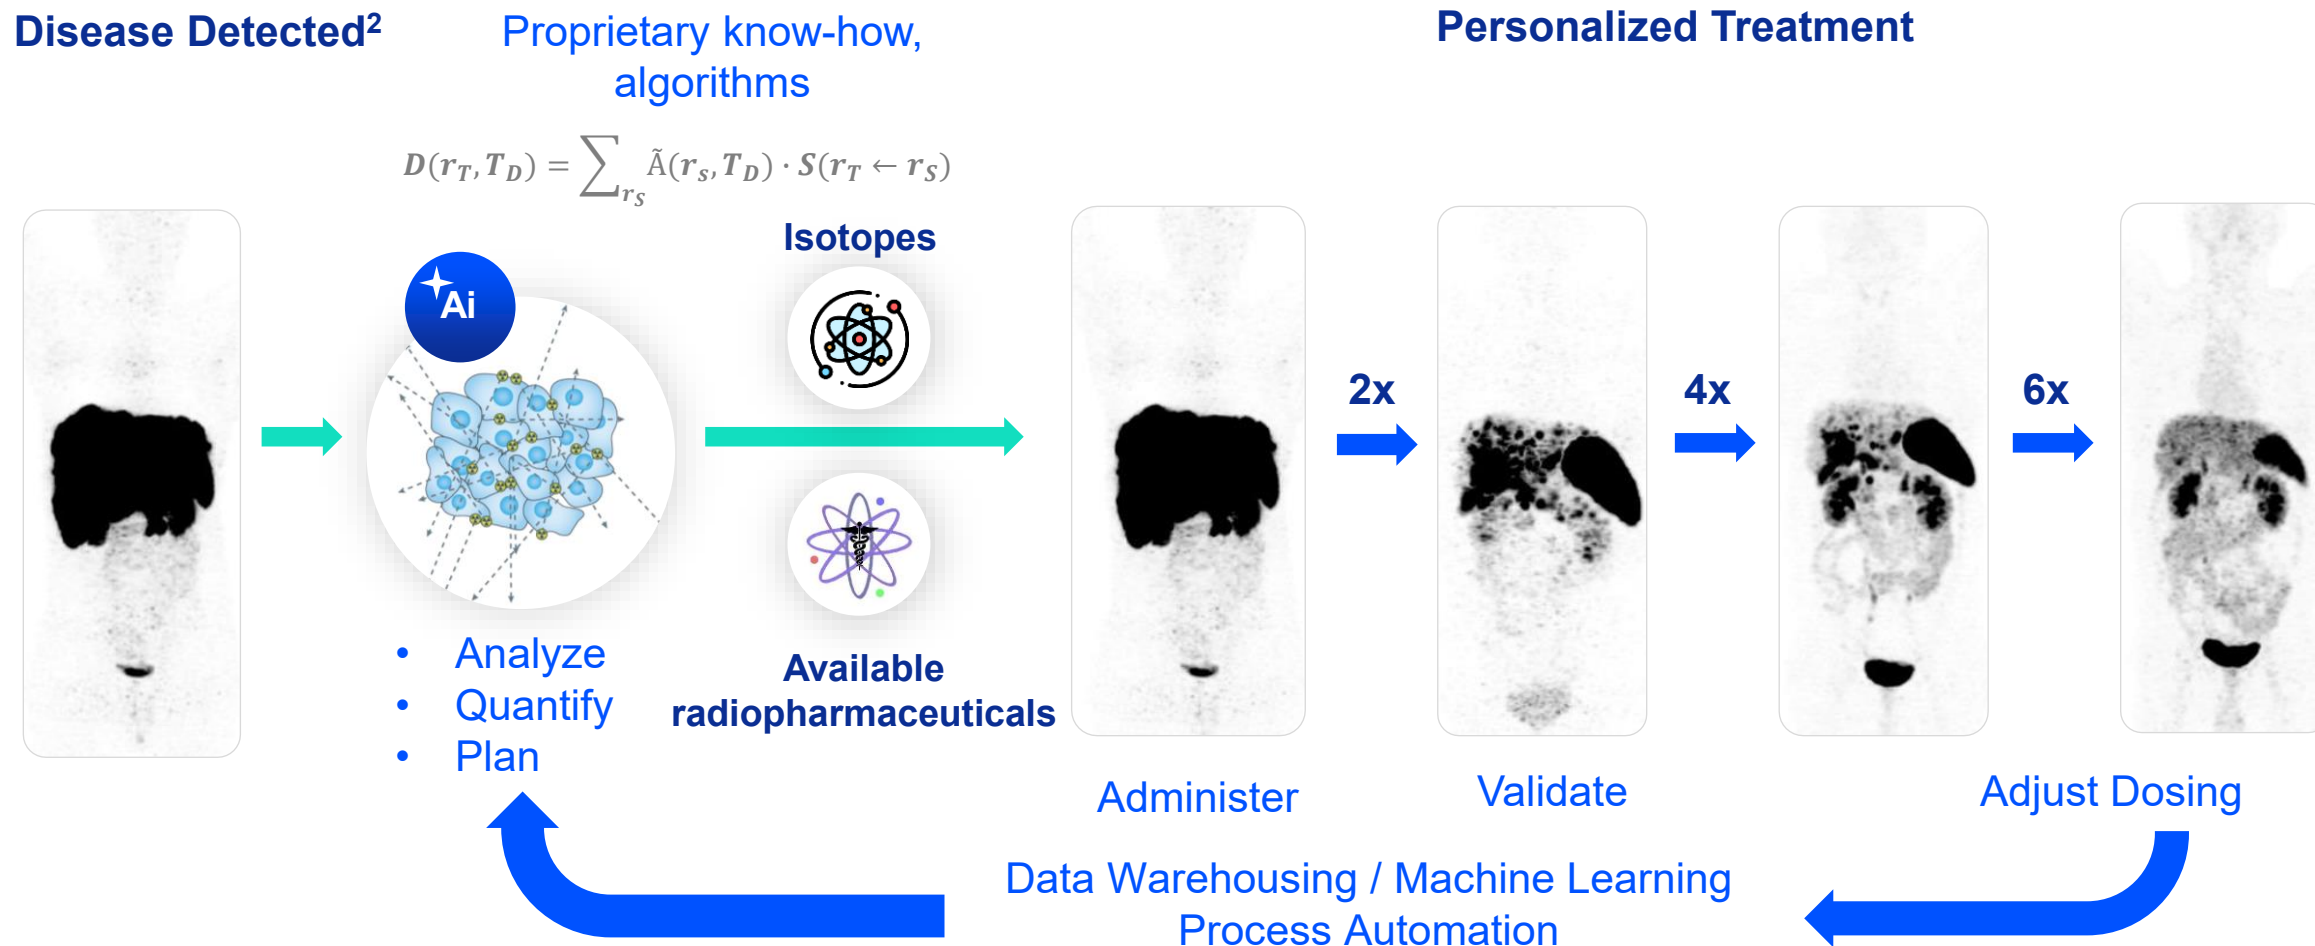 Disease Detected²
Proprietary know-how,
algorithms
Personalized Treatment
D(r_T, T_D) = ∑_{r_S} Ã(r_s, T_D) · S(r_T ← r_S)
Isotopes
Ai
2x
4x
6x
• Analyze
• Quantify
• Plan
Available
radiopharmaceuticals
Administer
Validate
Adjust Dosing
Data Warehousing / Machine Learning
Process Automation